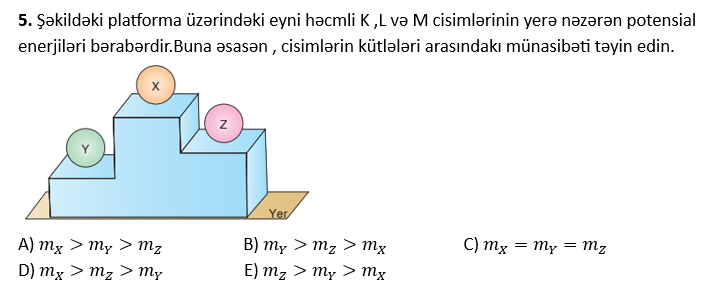 5. Şəkildəki platforma üzərindəki eyni həcmli K ,L və M cisimlərinin yerə nəzərən potensial
enerjiləri bərabərdir.Buna əsasən , cisimlərin kütlələri arasındakı münasibəti təyin edin.
X
Z
Y
Yer
A) m_X > m_Y > m_Z B) m_Y > m_Z > m_X C) m_X = m_Y = m_Z
D) m_X > m_Z > m_Y E) m_Z > m_Y > m_X